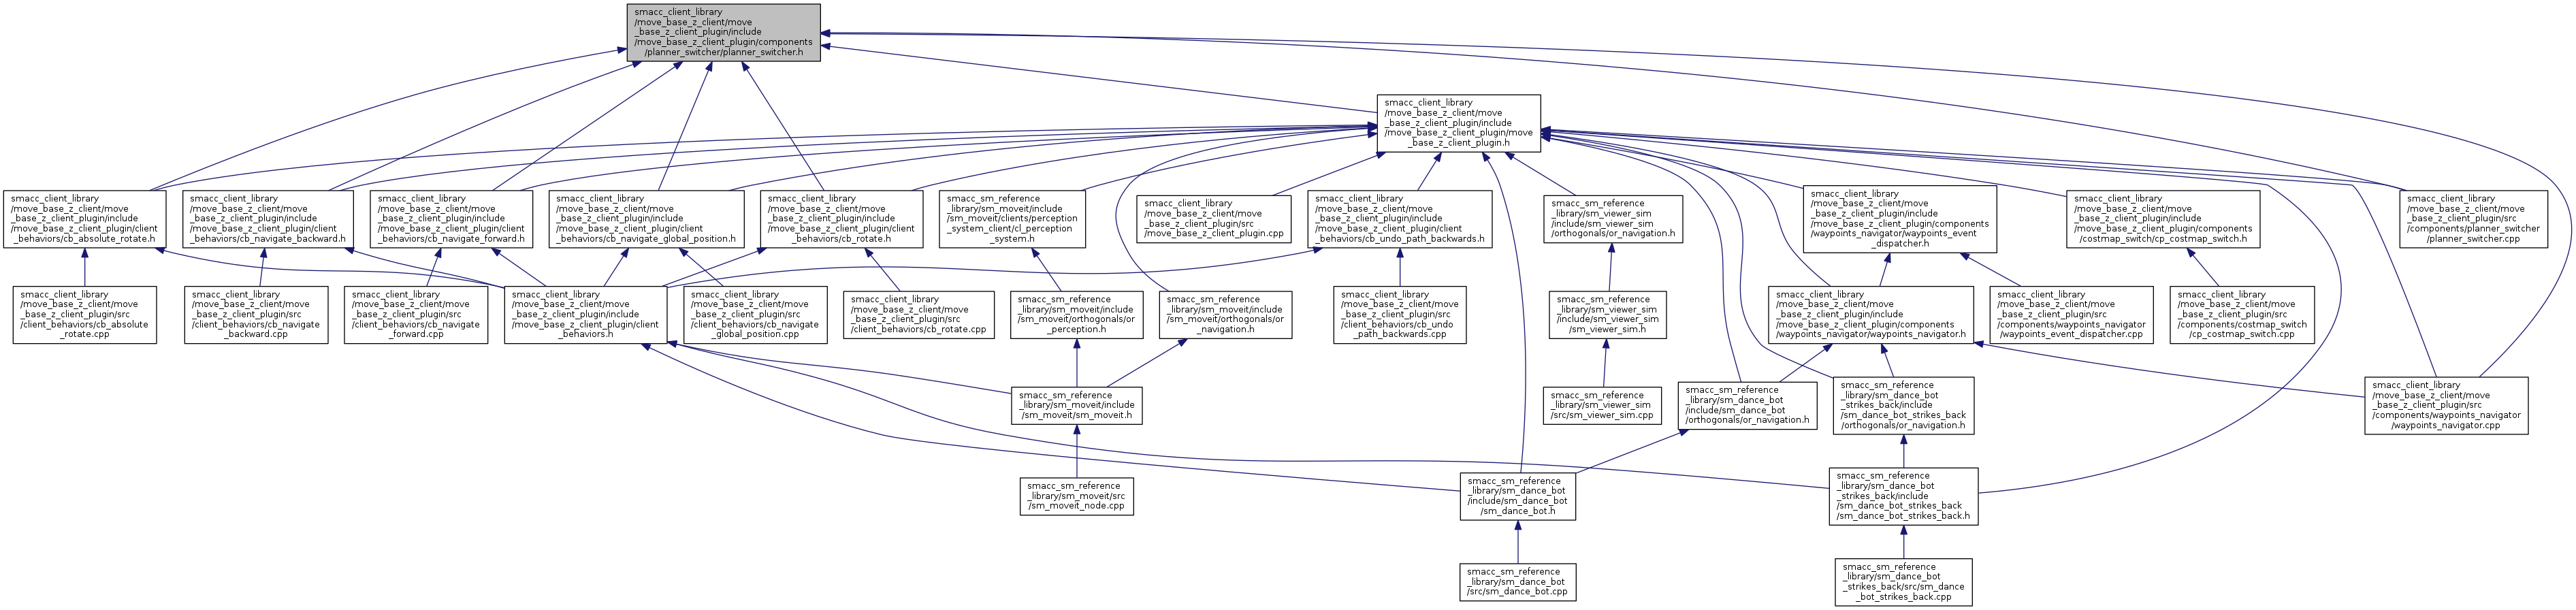 smacc_client_library
/move_base_z_client/move
_base_z_client_plugin/include
/move_base_z_client_plugin/components
/planner_switcher/planner_switcher.h
smacc_client_library
/move_base_z_client/move
_base_z_client_plugin/include
/move_base_z_client_plugin/move
_base_z_client_plugin.h
smacc_client_library
/move_base_z_client/move
_base_z_client_plugin/include
/move_base_z_client_plugin/client
_behaviors/cb_absolute_rotate.h
smacc_client_library
/move_base_z_client/move
_base_z_client_plugin/include
/move_base_z_client_plugin/client
_behaviors/cb_navigate_backward.h
smacc_client_library
/move_base_z_client/move
_base_z_client_plugin/include
/move_base_z_client_plugin/client
_behaviors/cb_navigate_forward.h
smacc_client_library
/move_base_z_client/move
_base_z_client_plugin/include
/move_base_z_client_plugin/client
_behaviors/cb_navigate_global_position.h
smacc_client_library
/move_base_z_client/move
_base_z_client_plugin/include
/move_base_z_client_plugin/client
_behaviors/cb_rotate.h
smacc_sm_reference
_library/sm_moveit/include
/sm_moveit/clients/perception
_system_client/cl_perception
_system.h
smacc_client_library
/move_base_z_client/move
_base_z_client_plugin/src
/move_base_z_client_plugin.cpp
smacc_client_library
/move_base_z_client/move
_base_z_client_plugin/include
/move_base_z_client_plugin/client
_behaviors/cb_undo_path_backwards.h
smacc_sm_reference
_library/sm_viewer_sim
/include/sm_viewer_sim
/orthogonals/or_navigation.h
smacc_client_library
/move_base_z_client/move
_base_z_client_plugin/include
/move_base_z_client_plugin/components
/waypoints_navigator/waypoints_event
_dispatcher.h
smacc_client_library
/move_base_z_client/move
_base_z_client_plugin/include
/move_base_z_client_plugin/components
/costmap_switch/cp_costmap_switch.h
smacc_client_library
/move_base_z_client/move
_base_z_client_plugin/src
/components/planner_switcher
/planner_switcher.cpp
smacc_client_library
/move_base_z_client/move
_base_z_client_plugin/src
/client_behaviors/cb_absolute
_rotate.cpp
smacc_client_library
/move_base_z_client/move
_base_z_client_plugin/src
/client_behaviors/cb_navigate
_backward.cpp
smacc_client_library
/move_base_z_client/move
_base_z_client_plugin/src
/client_behaviors/cb_navigate
_forward.cpp
smacc_client_library
/move_base_z_client/move
_base_z_client_plugin/include
/move_base_z_client_plugin/client
_behaviors.h
smacc_client_library
/move_base_z_client/move
_base_z_client_plugin/src
/client_behaviors/cb_navigate
_global_position.cpp
smacc_client_library
/move_base_z_client/move
_base_z_client_plugin/src
/client_behaviors/cb_rotate.cpp
smacc_sm_reference
_library/sm_moveit/include
/sm_moveit/orthogonals/or
_perception.h
smacc_sm_reference
_library/sm_moveit/include
/sm_moveit/orthogonals/or
_navigation.h
smacc_client_library
/move_base_z_client/move
_base_z_client_plugin/src
/client_behaviors/cb_undo
_path_backwards.cpp
smacc_sm_reference
_library/sm_viewer_sim
/include/sm_viewer_sim
/sm_viewer_sim.h
smacc_client_library
/move_base_z_client/move
_base_z_client_plugin/include
/move_base_z_client_plugin/components
/waypoints_navigator/waypoints_navigator.h
smacc_client_library
/move_base_z_client/move
_base_z_client_plugin/src
/components/waypoints_navigator
/waypoints_event_dispatcher.cpp
smacc_client_library
/move_base_z_client/move
_base_z_client_plugin/src
/components/costmap_switch
/cp_costmap_switch.cpp
smacc_sm_reference
_library/sm_moveit/include
/sm_moveit/sm_moveit.h
smacc_sm_reference
_library/sm_viewer_sim
/src/sm_viewer_sim.cpp
smacc_sm_reference
_library/sm_dance_bot
/include/sm_dance_bot
/orthogonals/or_navigation.h
smacc_sm_reference
_library/sm_dance_bot
_strikes_back/include
/sm_dance_bot_strikes_back
/orthogonals/or_navigation.h
smacc_client_library
/move_base_z_client/move
_base_z_client_plugin/src
/components/waypoints_navigator
/waypoints_navigator.cpp
smacc_sm_reference
_library/sm_moveit/src
/sm_moveit_node.cpp
smacc_sm_reference
_library/sm_dance_bot
/include/sm_dance_bot
/sm_dance_bot.h
smacc_sm_reference
_library/sm_dance_bot
_strikes_back/include
/sm_dance_bot_strikes_back
/sm_dance_bot_strikes_back.h
smacc_sm_reference
_library/sm_dance_bot
/src/sm_dance_bot.cpp
smacc_sm_reference
_library/sm_dance_bot
_strikes_back/src/sm_dance
_bot_strikes_back.cpp